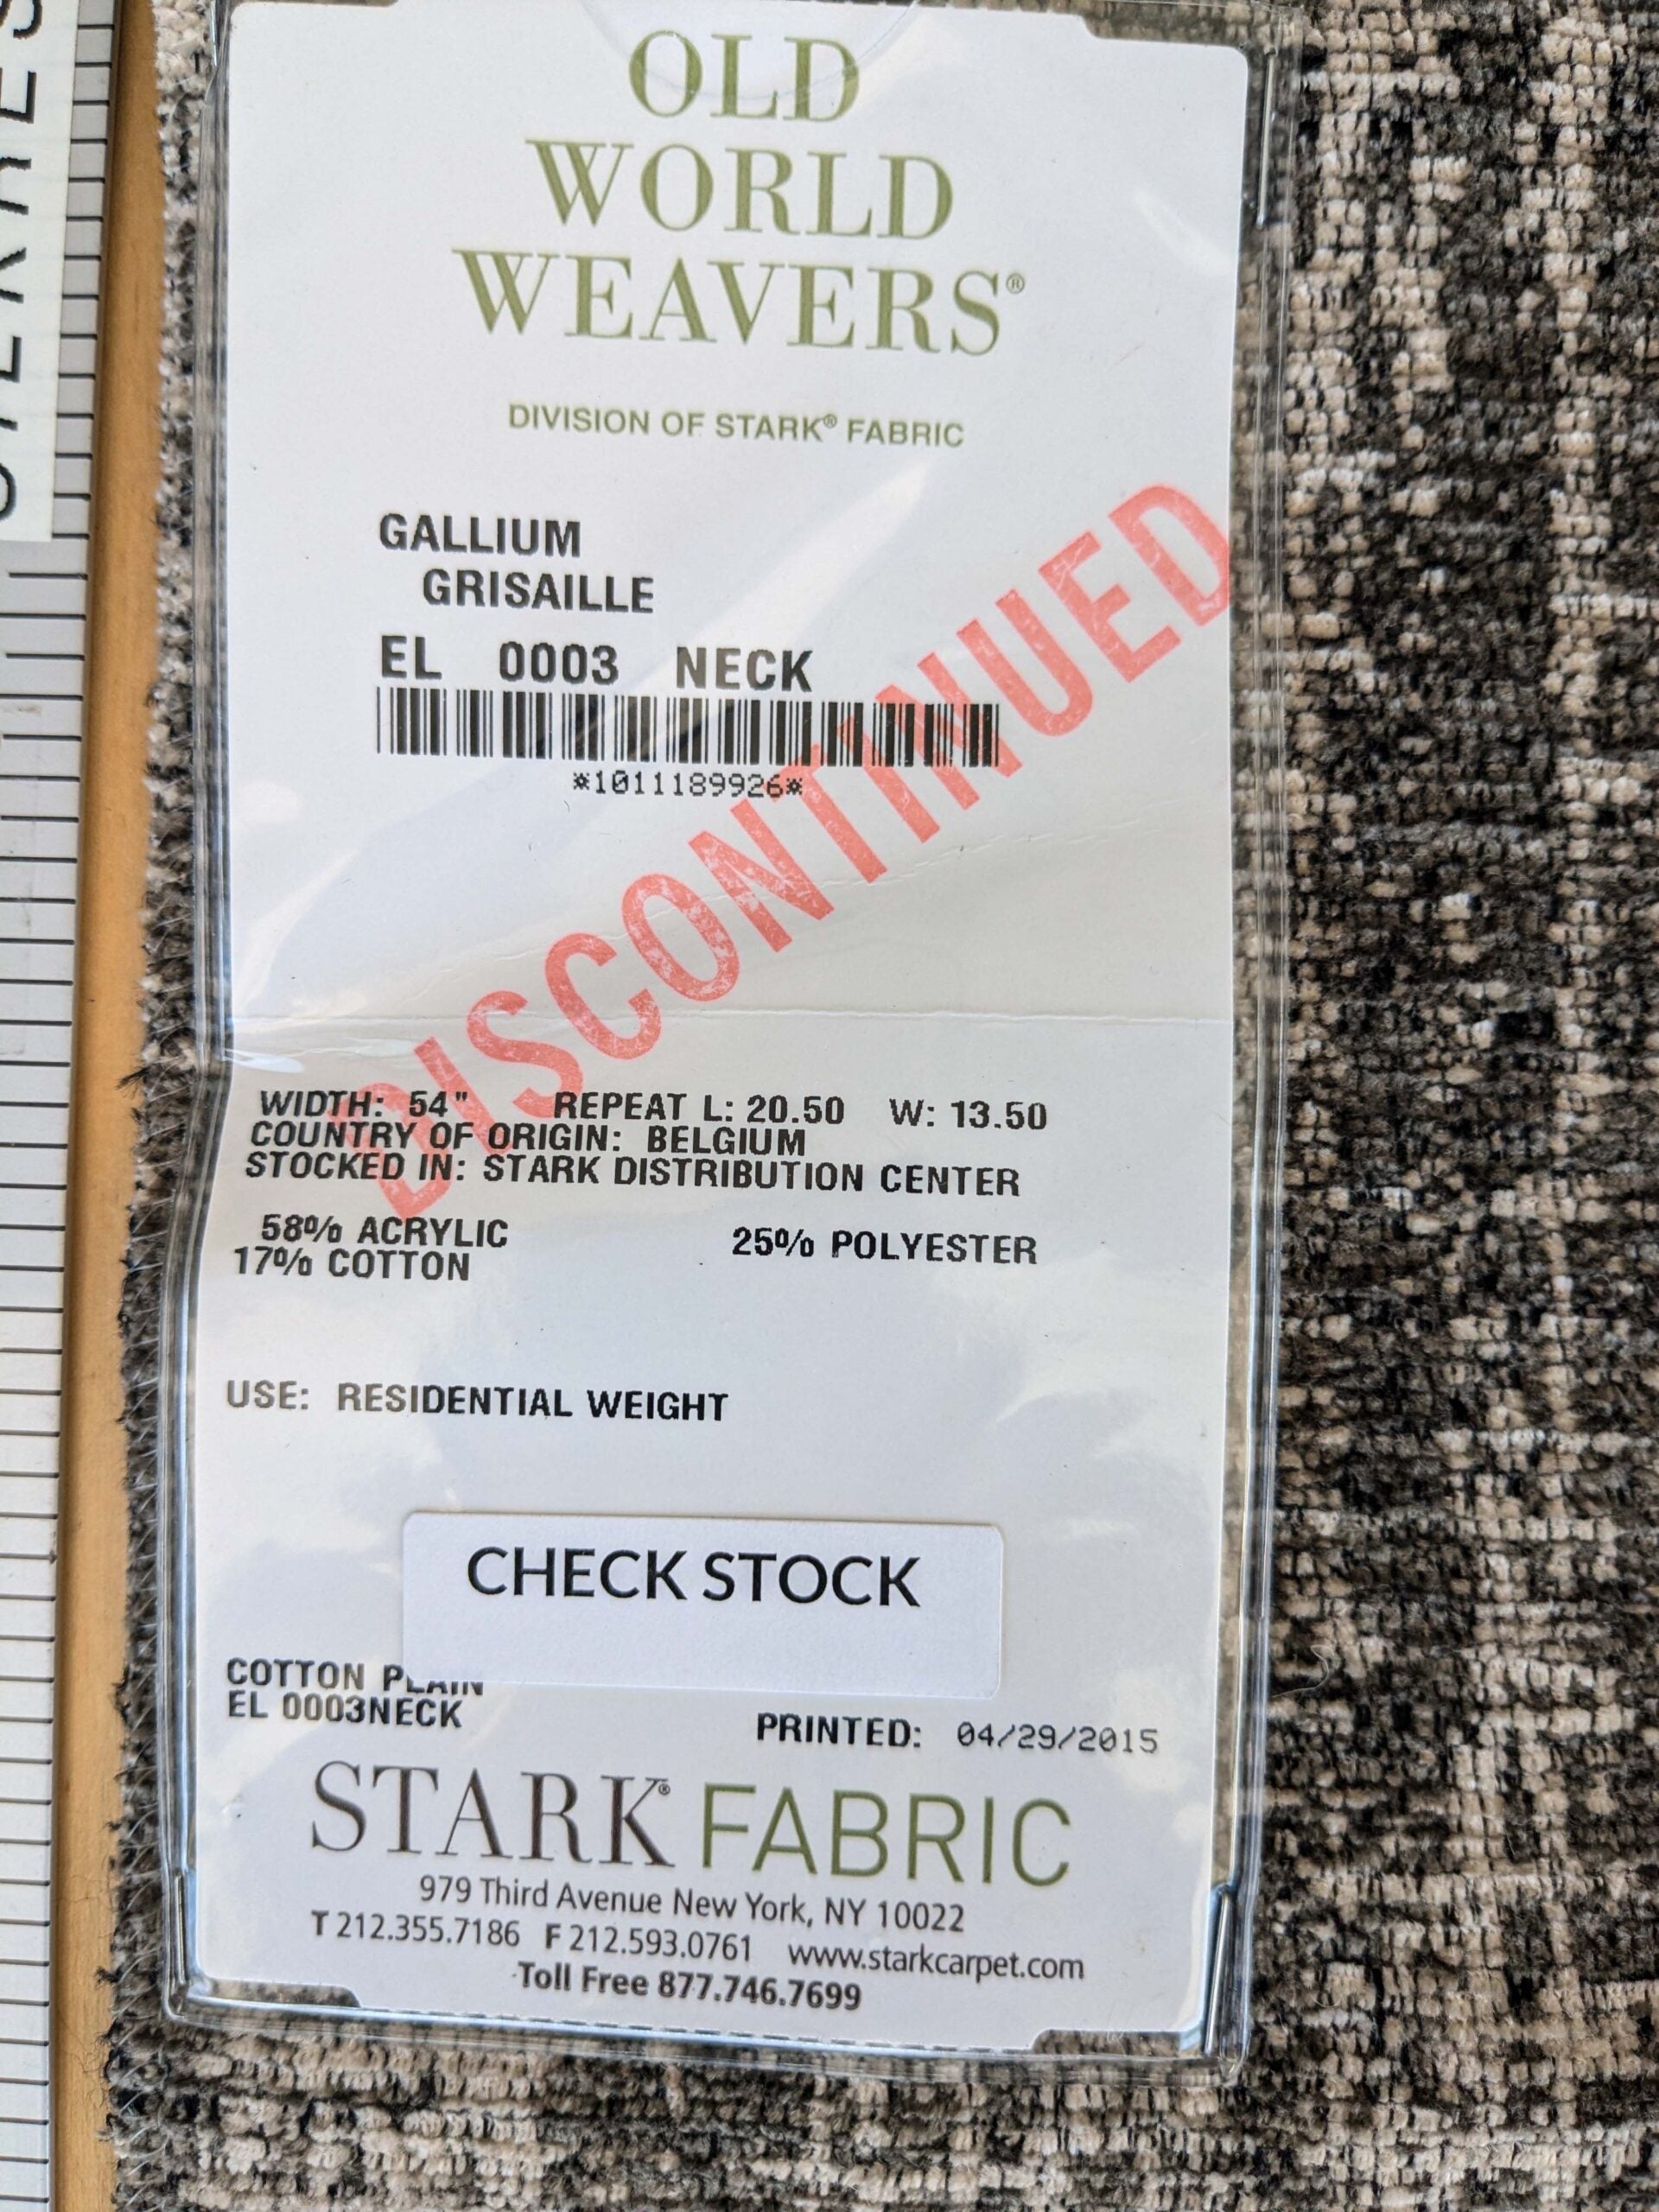 OLD
WORLD
WEAVERS®
DIVISION OF STARK® FABRIC
GALLIUM
GRISAILLE
EL 0003 NECK
*1011189926*
DISCONTINUED
WIDTH: 54" REPEAT L: 20.50 W: 13.50
COUNTRY OF ORIGIN: BELGIUM
STOCKED IN: STARK DISTRIBUTION CENTER
58% ACRYLIC 25% POLYESTER
17% COTTON
USE: RESIDENTIAL WEIGHT
CHECK STOCK
COTTON PLAIN
EL 0003NECK
PRINTED: 04/29/2015
STARK® FABRIC
979 Third Avenue New York, NY 10022
T 212.355.7186 F 212.593.0761 www.starkcarpet.com
Toll Free 877.746.7699